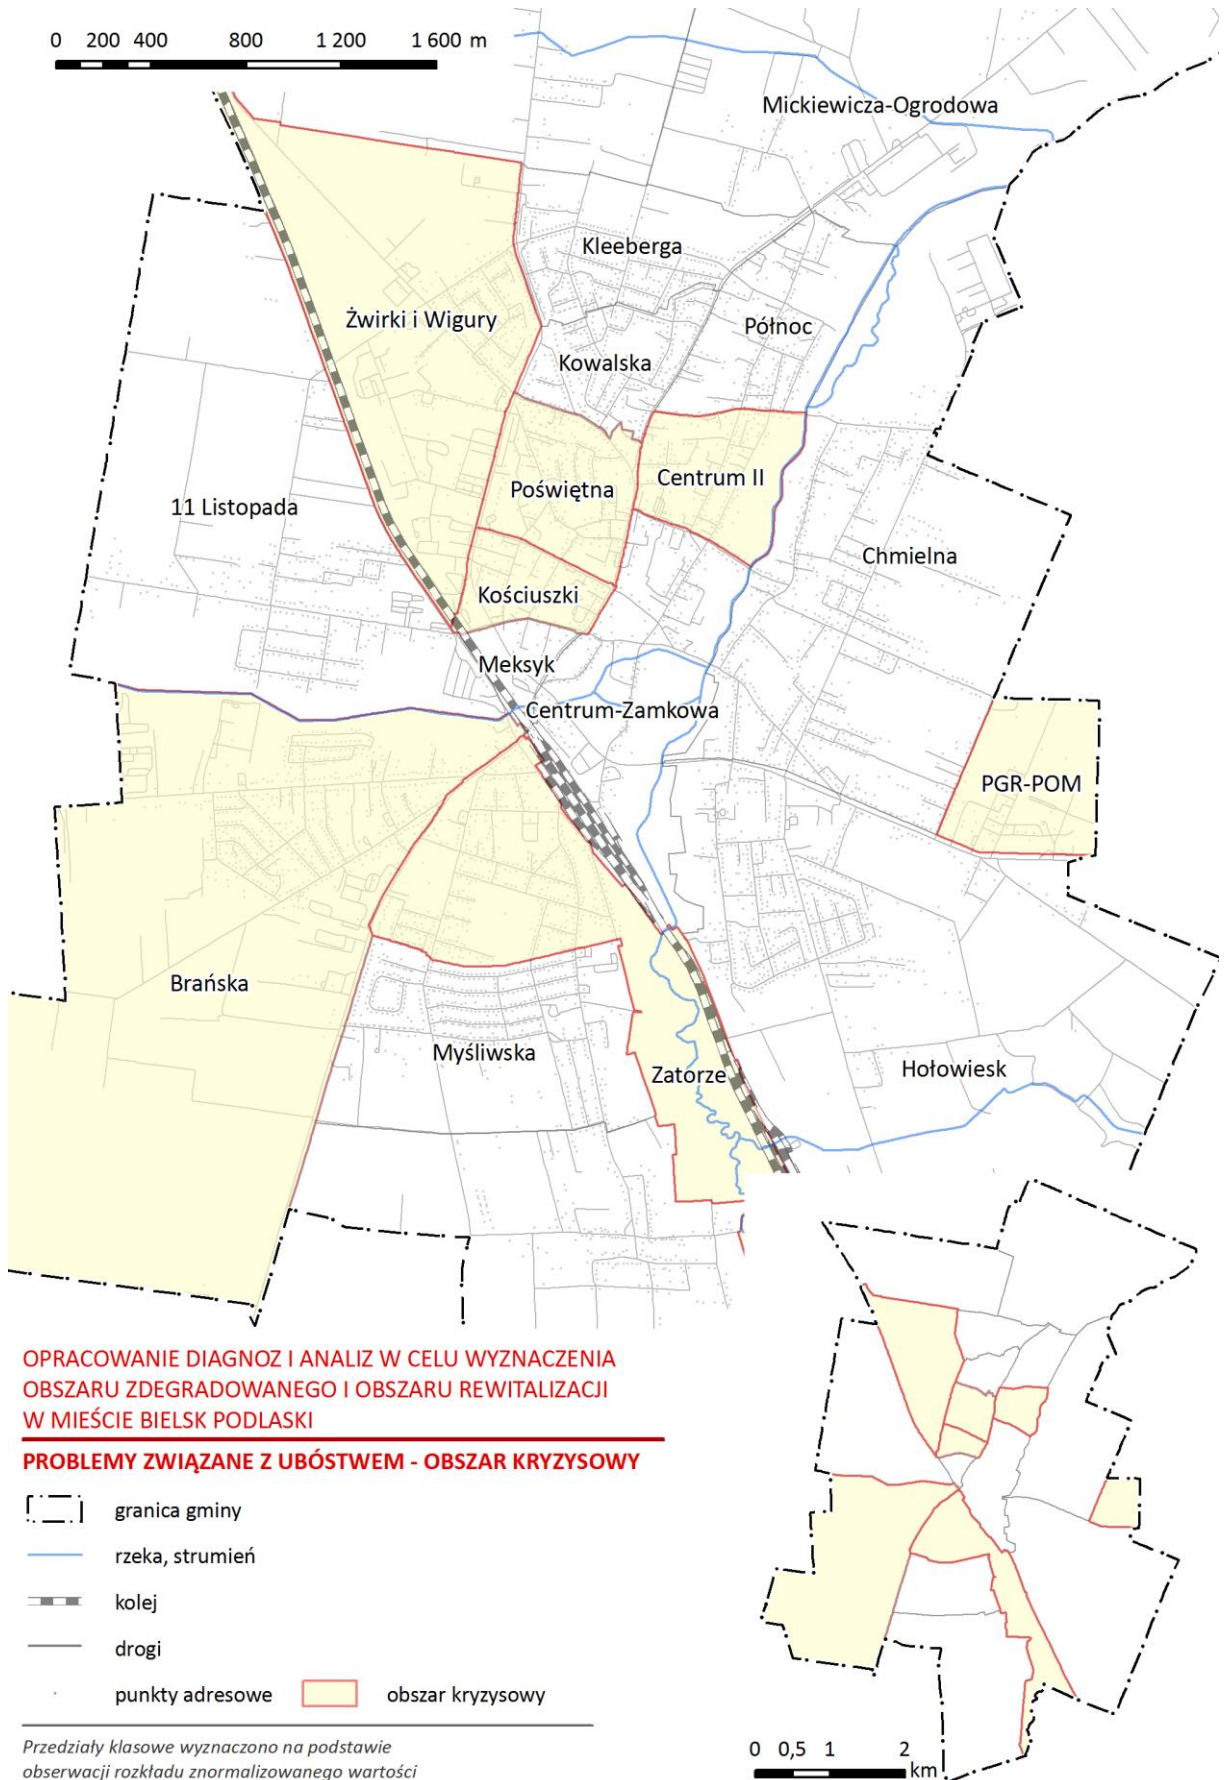 0 200 400 800 1 200 1 600 m
Mickiewicza-Ogrodowa
Kleeberga
Żwirki i Wigury
Północ
Kowalska
Centrum II
Poświętna
11 Listopada
Chmielna
Kościuszki
Meksyk
Centrum-Zamkowa
PGR-POM
Brańska
Myśliwska
Zatorze
Hołowiesk
OPRACOWANIE DIAGNOZ I ANALIZ W CELU WYZNACZENIA
OBSZARU ZDEGRADOWANEGO I OBSZARU REWITALIZACJI
W MIEŚCIE BIELSK PODLASKI
PROBLEMY ZWIĄZANE Z UBÓSTWEM - OBSZAR KRYZYSOWY
granica gminy
rzeka, strumień
kolej
drogi
punkty adresowe obszar kryzysowy
Przedziały klasowe wyznaczono na podstawie
obserwacji rozkładu znormalizowanego wartości
0 0,5 1 2
km